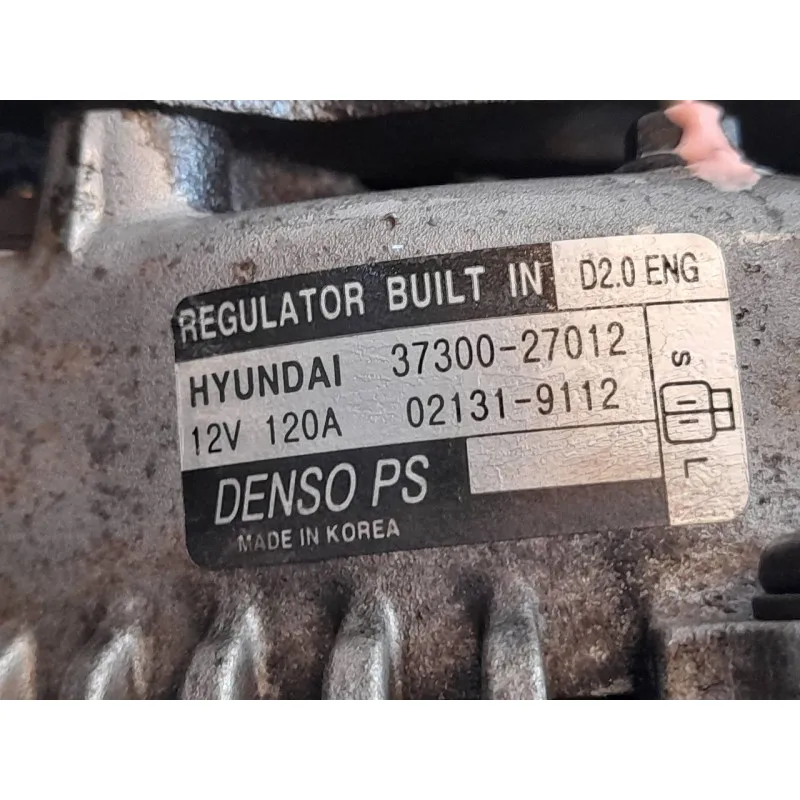 REGULATOR BUILT IN D2.0 ENG
HYUNDAI 37300-27012
12V 120A 02131-9112
S
L
DENSO PS
MADE IN KOREA